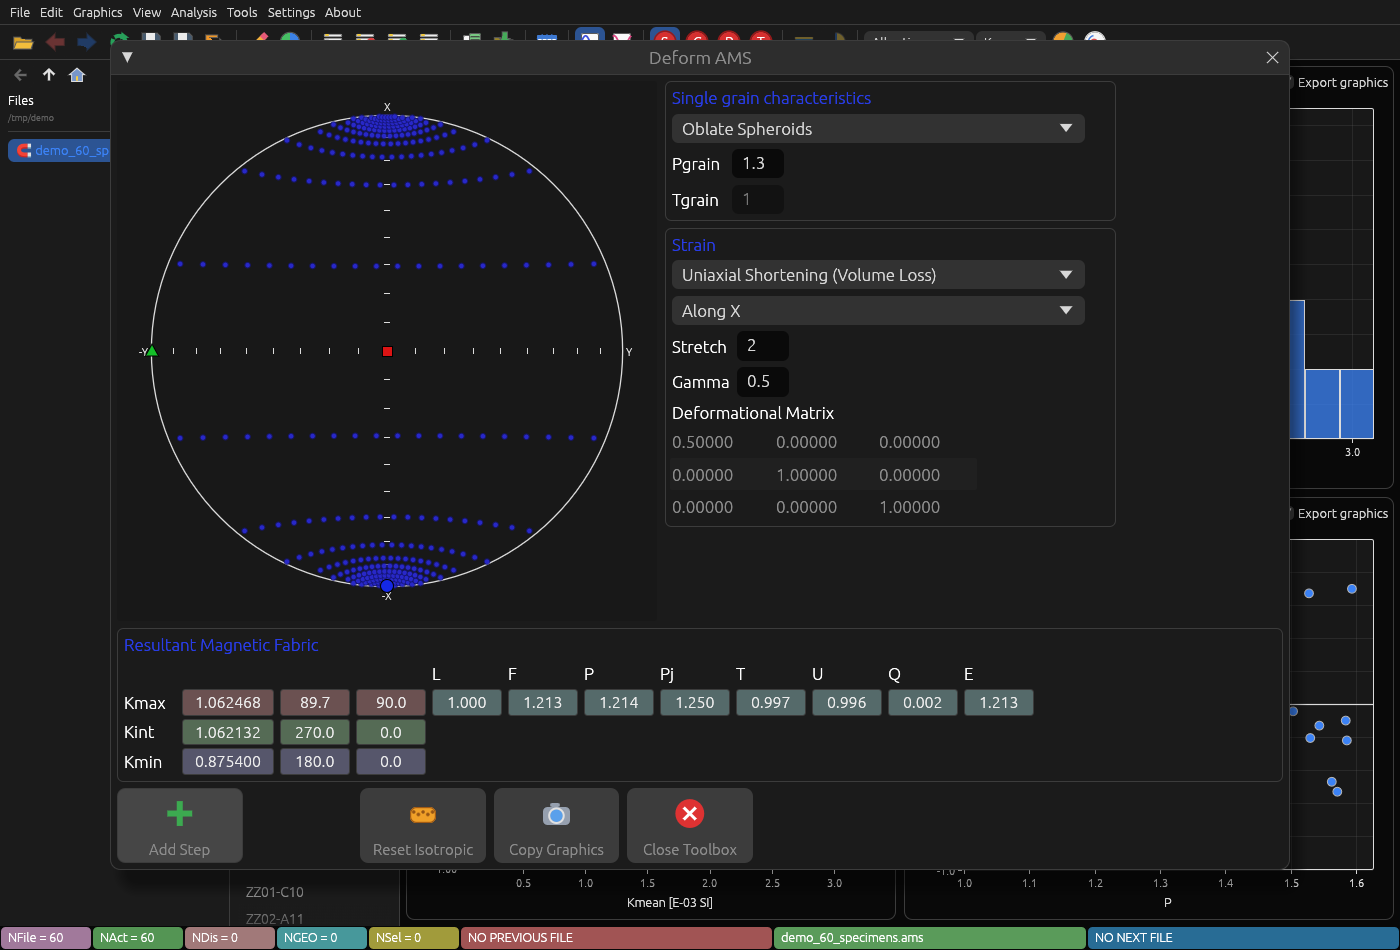 File Edit Graphics View Analysis Tools Settings About
Deform AMS
Export graphics
Files
/tmp/demo
demo_60_sp
X
-Y
Y
-X
Single grain characteristics
Oblate Spheroids
Pgrain 1.3
Tgrain 1
Strain
Uniaxial Shortening (Volume Loss)
Along X
Stretch 2
Gamma 0.5
Deformational Matrix
0.50000 0.00000 0.00000
0.00000 1.00000 0.00000
0.00000 0.00000 1.00000
3.0
Export graphics
Resultant Magnetic Fabric
L F P Pj T U Q E
Kmax 1.062468 89.7 90.0 1.000 1.213 1.214 1.250 0.997 0.996 0.002 1.213
Kint 1.062132 270.0 0.0
Kmin 0.875400 180.0 0.0
Add Step
Reset Isotropic
Copy Graphics
Close Toolbox
0.5 1.0 1.5 2.0 2.5 3.0
Kmean [E-03 SI]
-1.0
1.0 1.1 1.2 1.3 1.4 1.5 1.6
P
ZZ01-C10
ZZ02-A11
NFile = 60 NAct = 60 NDis = 0 NGEO = 0 NSel = 0 NO PREVIOUS FILE demo_60_specimens.ams NO NEXT FILE